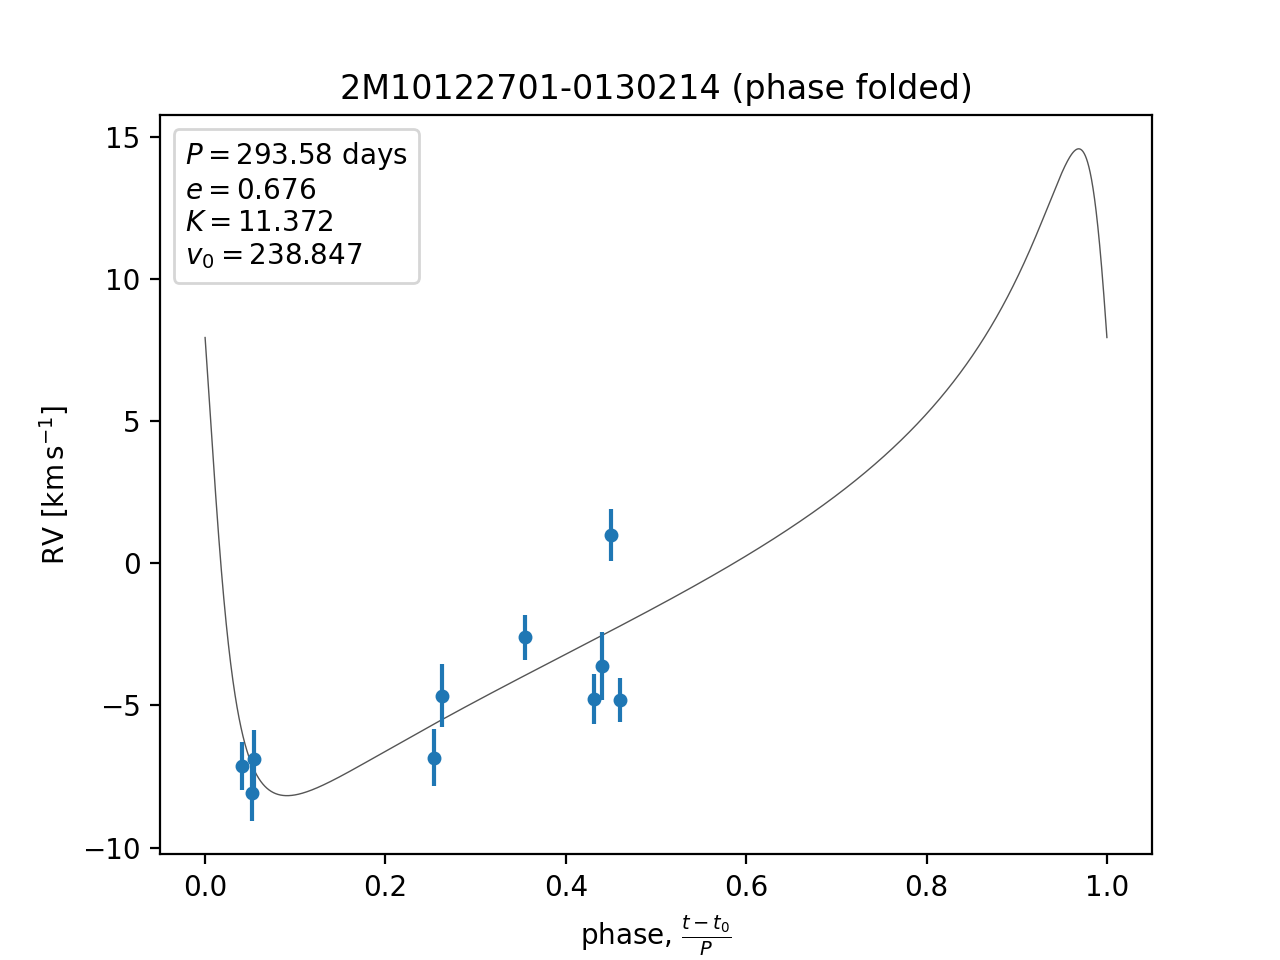 2M10122701-0130214 (phase folded)
P = 293.58 days
e = 0.676
K = 11.372
v₀ = 238.847
RV [km s⁻¹]
15
10
5
0
−5
−10
0.0 0.2 0.4 0.6 0.8 1.0
phase, (t − t₀)/P